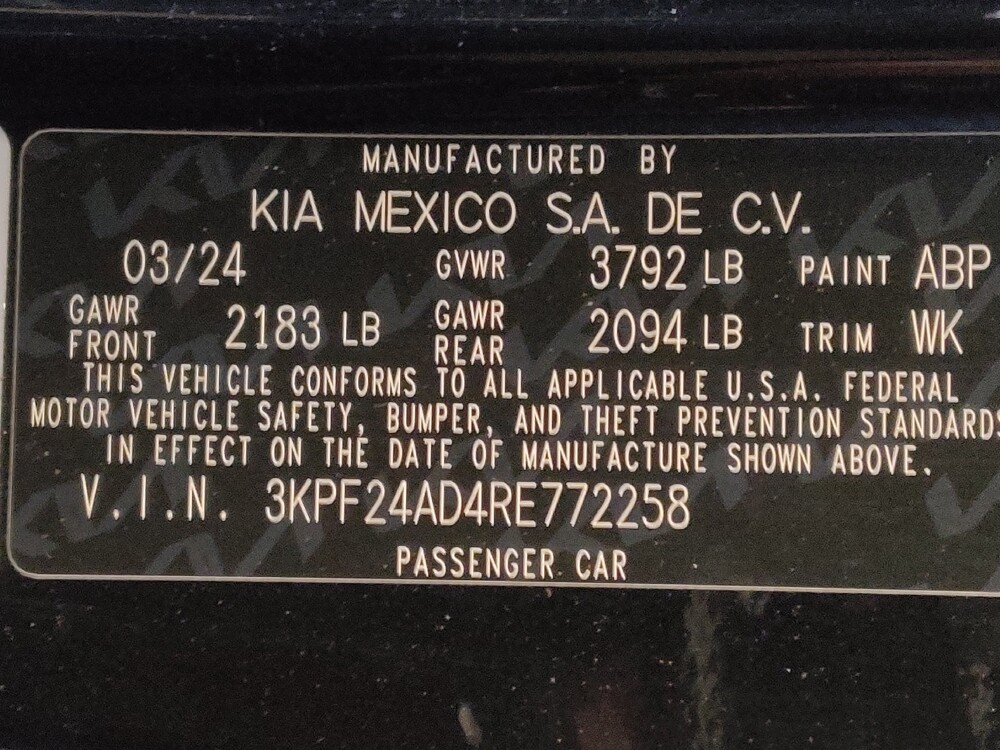 MANUFACTURED BY
KIA MEXICO S.A. DE C.V.
03/24 GVWR 3792 LB PAINT ABP
GAWR FRONT 2183 LB GAWR REAR 2094 LB TRIM WK
THIS VEHICLE CONFORMS TO ALL APPLICABLE U.S.A. FEDERAL
MOTOR VEHICLE SAFETY, BUMPER, AND THEFT PREVENTION STANDARDS
IN EFFECT ON THE DATE OF MANUFACTURE SHOWN ABOVE.
V.I.N. 3KPF24AD4RE772258
PASSENGER CAR